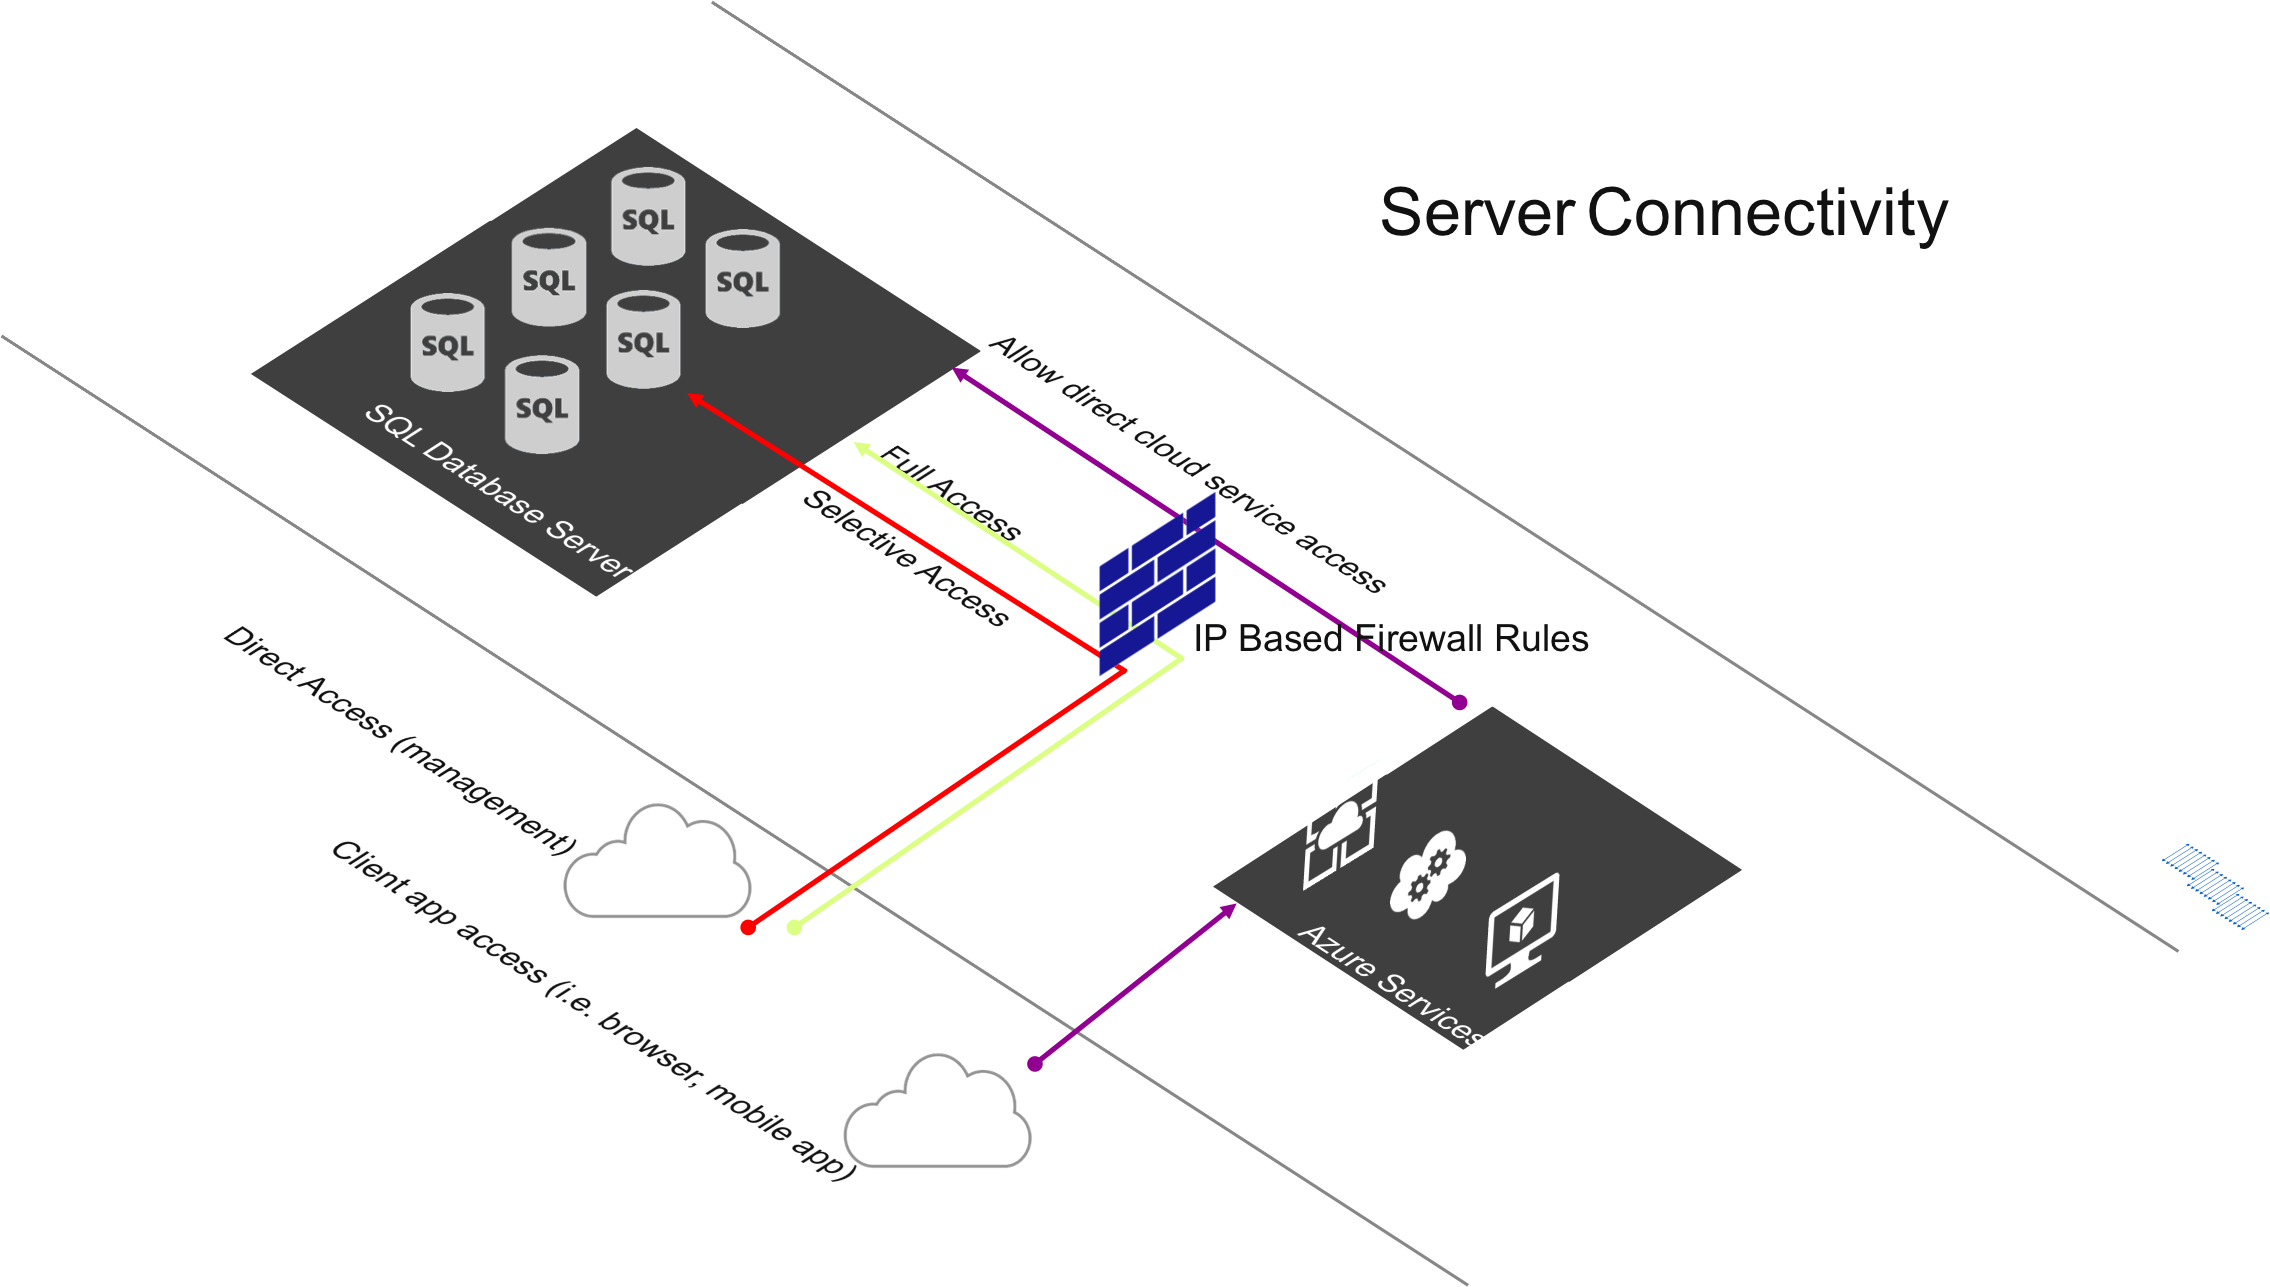 Server Connectivity
SQL
SQL
SQL
SQL
SQL
SQL
SQL Database Server
Allow direct cloud service access
Full Access
Selective Access
IP Based Firewall Rules
Direct Access (management)
Client app access (i.e. browser, mobile app)
Azure Services